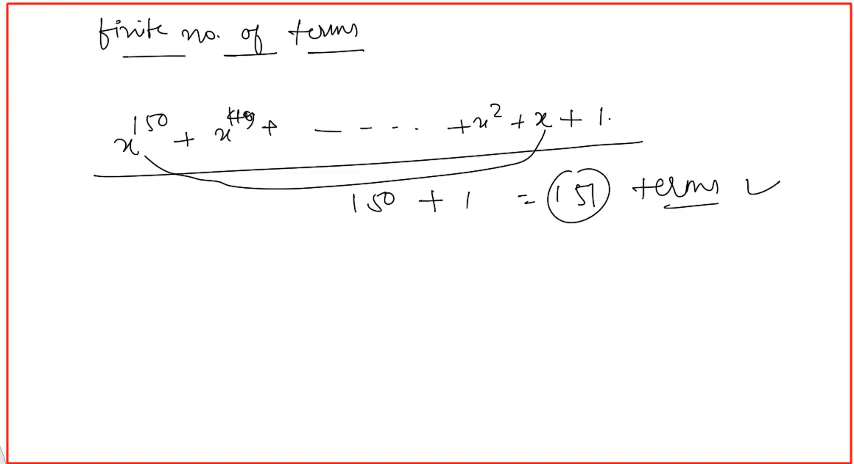 finite no. of terms
x^150 + x^149 + - - - . . + x^2 + x + 1.
150 + 1 = 151 terms ✓